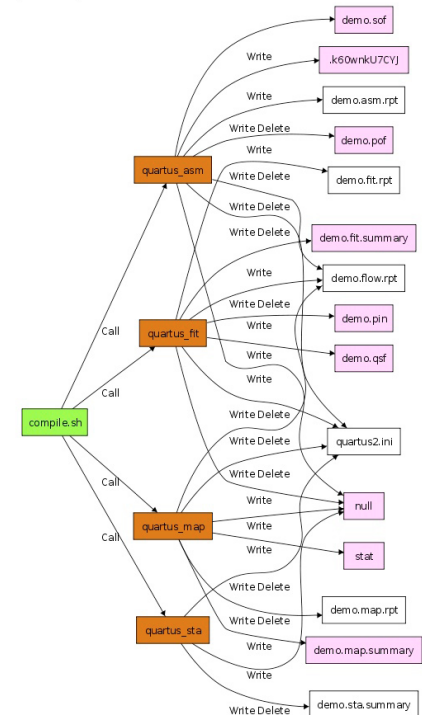 demo.sof
Write
.k60wnkU7CYJ
Write
demo.asm.rpt
Write Delete
demo.pof
Write
quartus_asm
Write Delete
demo.fit.rpt
Write Delete
Write Delete
demo.fit.summary
Write
demo.flow.rpt
Write Delete
demo.pin
Write
quartus_fit
Call
Write
demo.qsf
Write
Call
Write Delete
compile.sh
Write Delete
quartus2.ini
Write Delete
Call
Write
null
quartus_map
Write
Call
Write
stat
Write Delete
demo.map.rpt
Write Delete
quartus_sta
Write
demo.map.summary
Write
demo.sta.summary
Write Delete